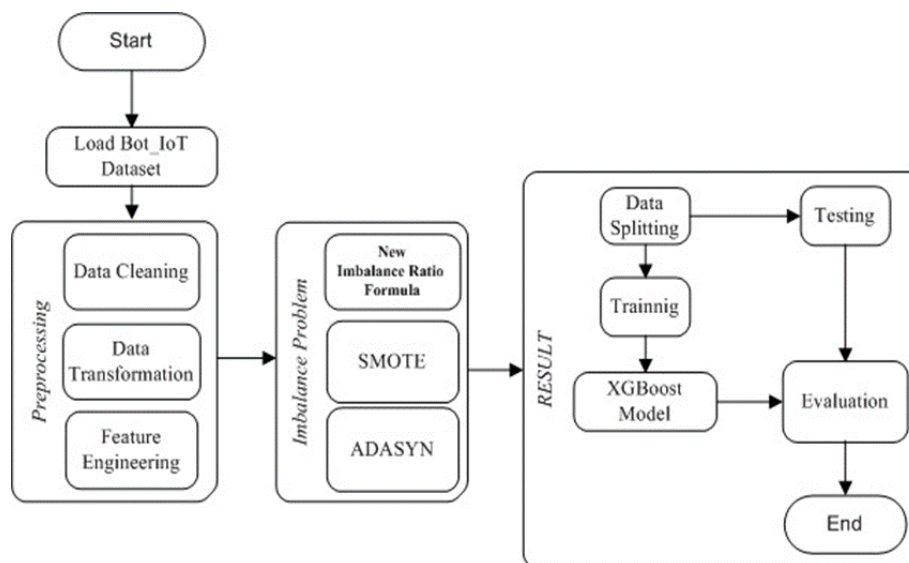 Start
Load Bot_IoT
Dataset
Preprocessing
Data Cleaning
Data
Transformation
Feature
Engineering
Imbalance Problem
New
Imbalance Ratio
Formula
SMOTE
ADASYN
RESULT
Data
Splitting
Testing
Trainnig
XGBoost
Model
Evaluation
End